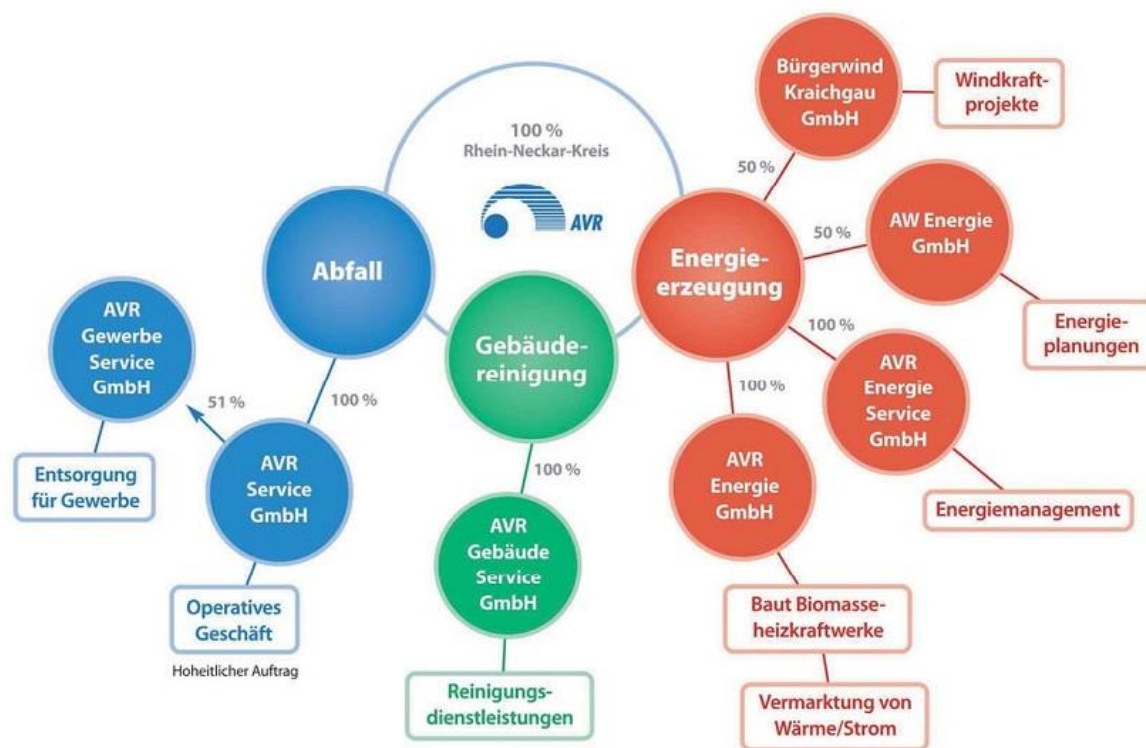 100 %
Rhein-Neckar-Kreis
AVR
Abfall
100 %
AVR
Service
GmbH
Operatives
Geschäft
Hoheitlicher Auftrag
51 %
AVR
Gewerbe
Service
GmbH
Entsorgung
für Gewerbe
Gebäude-
reinigung
100 %
AVR
Gebäude
Service
GmbH
Reinigungs-
dienstleistungen
Energie-
erzeugung
50 %
Bürgerwind
Kraichgau
GmbH
Windkraft-
projekte
50 %
AW Energie
GmbH
Energie-
planungen
100 %
AVR
Energie
Service
GmbH
Energiemanagement
100 %
AVR
Energie
GmbH
Baut Biomasse-
heizkraftwerke
Vermarktung von
Wärme/Strom